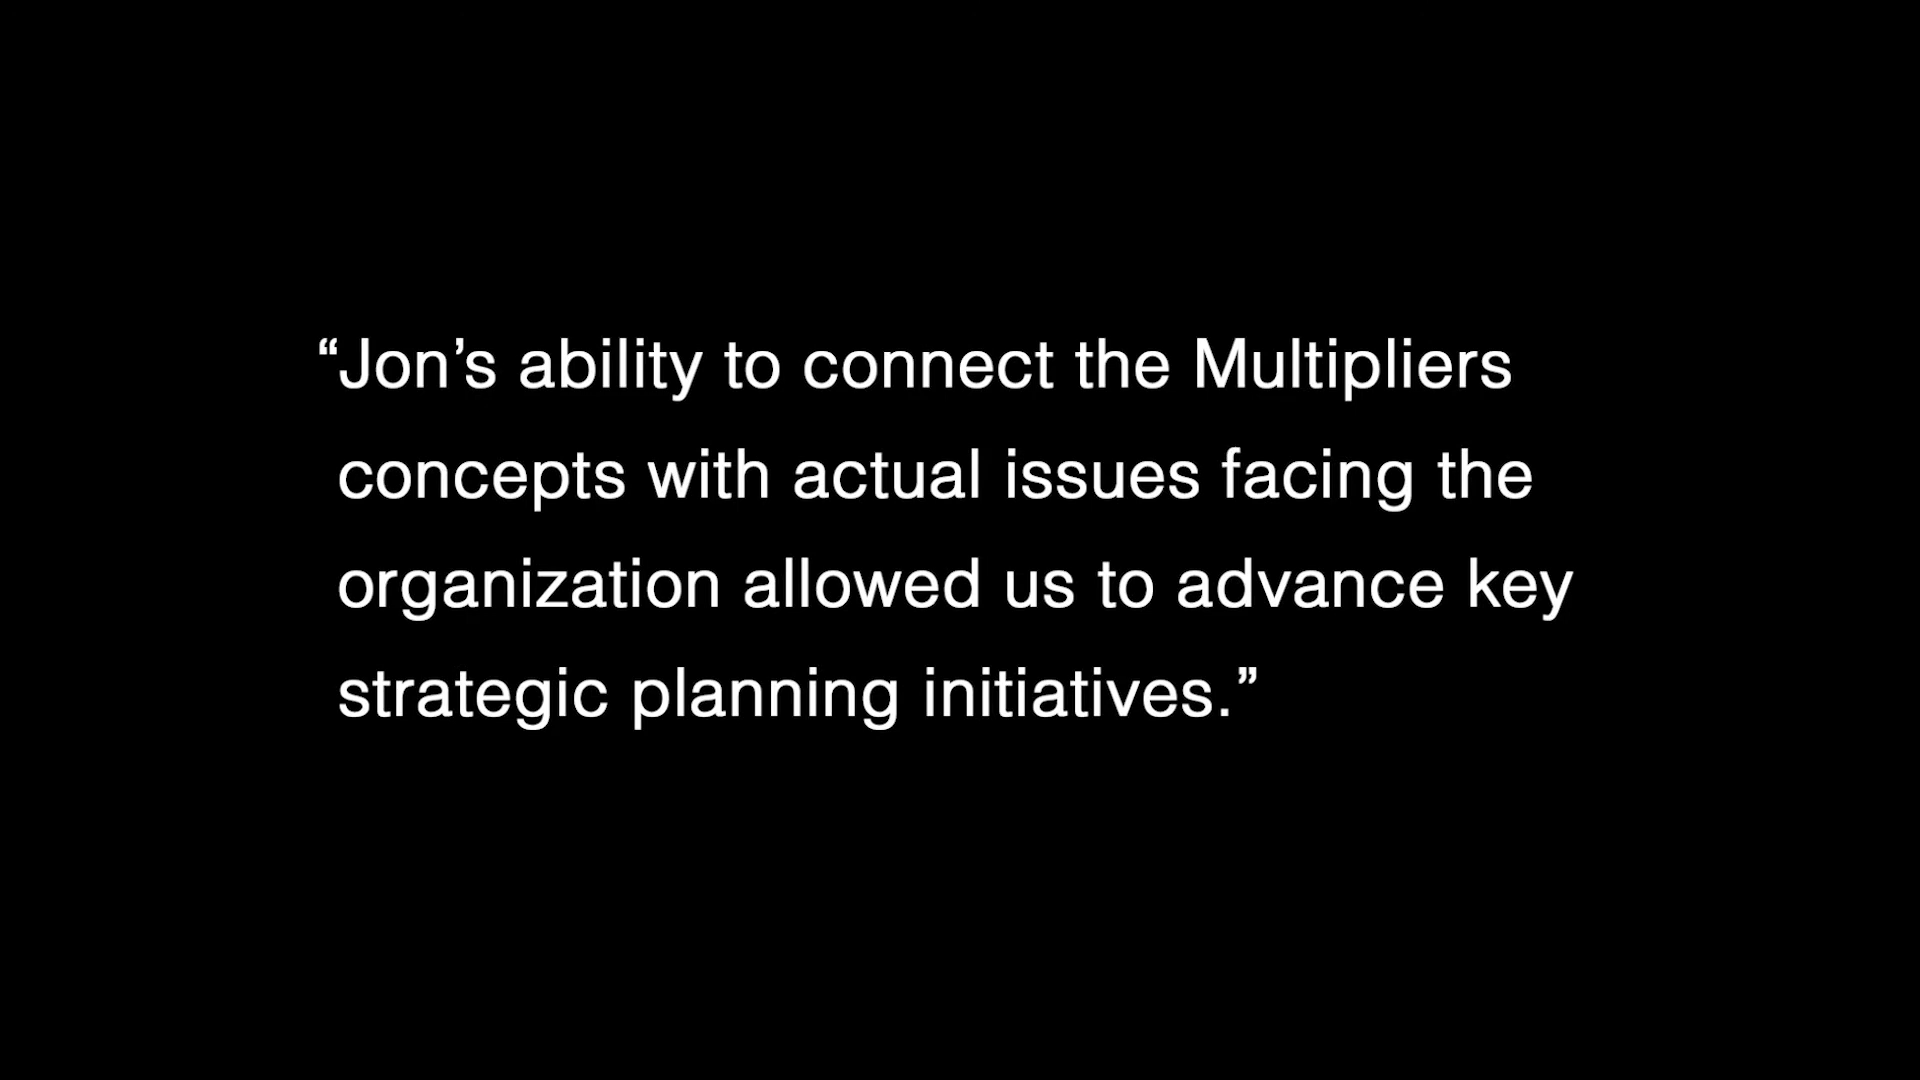 “Jon’s ability to connect the Multipliers
concepts with actual issues facing the
organization allowed us to advance key
strategic planning initiatives.”